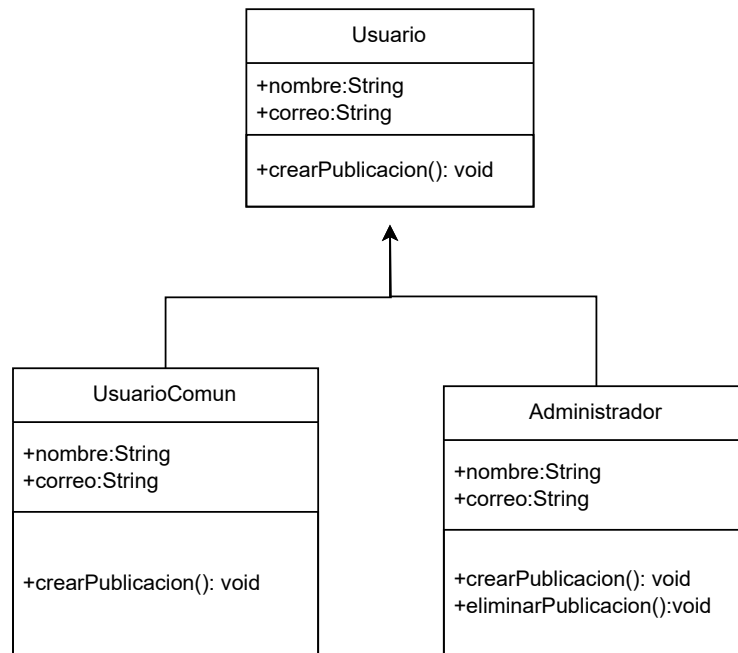 Usuario
+nombre:String
+correo:String
+crearPublicacion(): void
UsuarioComun
+nombre:String
+correo:String
+crearPublicacion(): void
Administrador
+nombre:String
+correo:String
+crearPublicacion(): void
+eliminarPublicacion():void